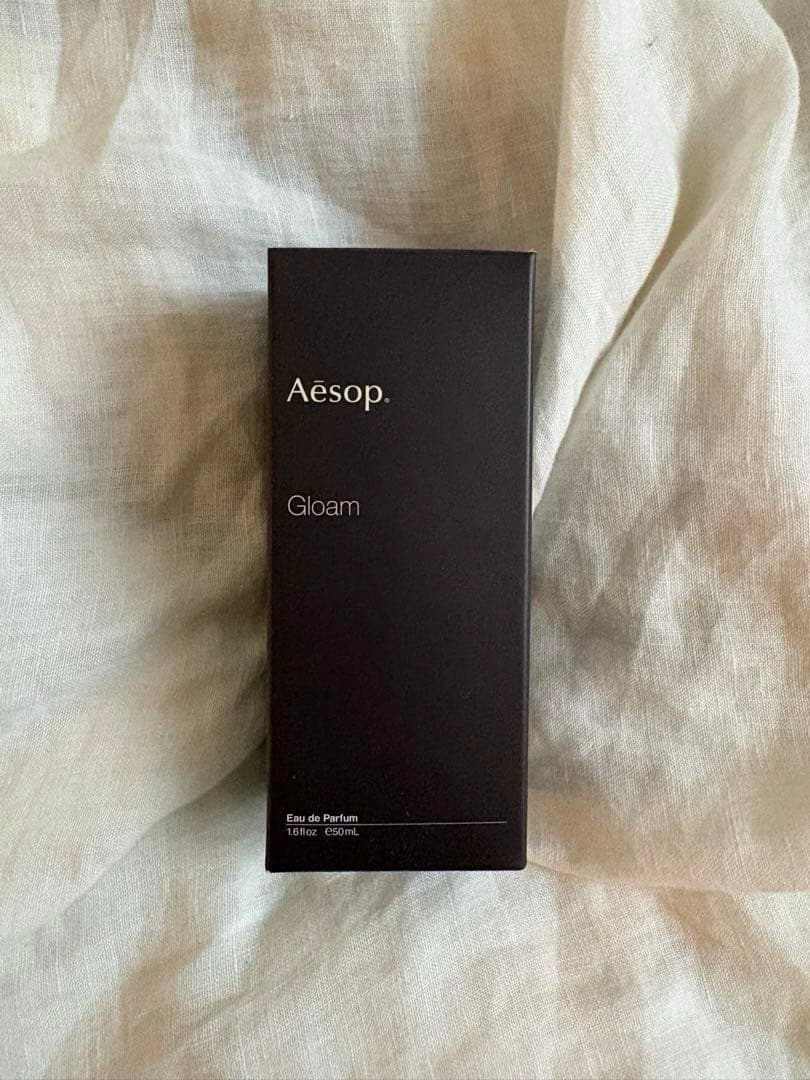 Aēsop®
Gloam
Eau de Parfum
1.6 fl oz ℮50 mL